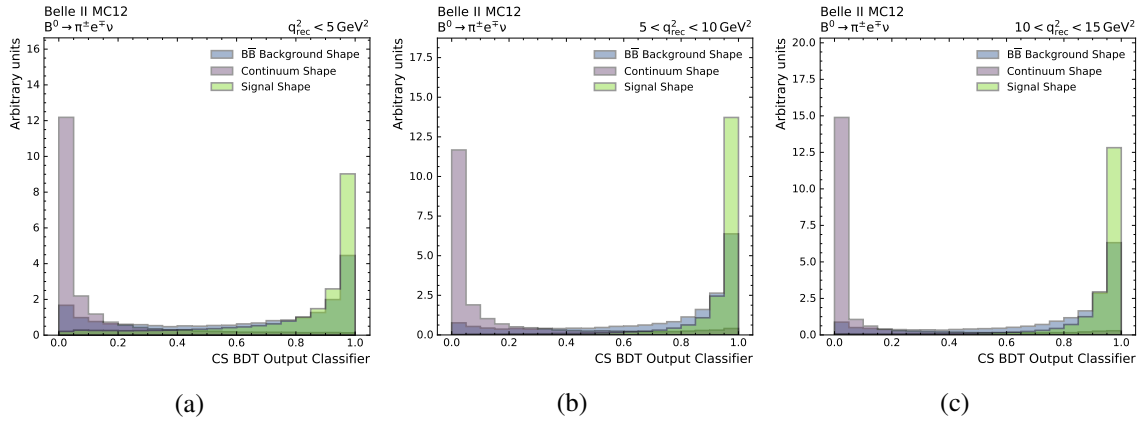 Belle II MC12
B⁰ → π±e∓ν q²rec < 5 GeV²
Arbitrary units
16
14
12
10
8
6
4
2
0
BB̅ Background Shape
Continuum Shape
Signal Shape
0.0 0.2 0.4 0.6 0.8 1.0
CS BDT Output Classifier
(a)
Belle II MC12
B⁰ → π±e∓ν 5 < q²rec < 10 GeV²
Arbitrary units
17.5
15.0
12.5
10.0
7.5
5.0
2.5
0.0
BB̅ Background Shape
Continuum Shape
Signal Shape
0.0 0.2 0.4 0.6 0.8 1.0
CS BDT Output Classifier
(b)
Belle II MC12
B⁰ → π±e∓ν 10 < q²rec < 15 GeV²
Arbitrary units
20.0
17.5
15.0
12.5
10.0
7.5
5.0
2.5
0.0
BB̅ Background Shape
Continuum Shape
Signal Shape
0.0 0.2 0.4 0.6 0.8 1.0
CS BDT Output Classifier
(c)